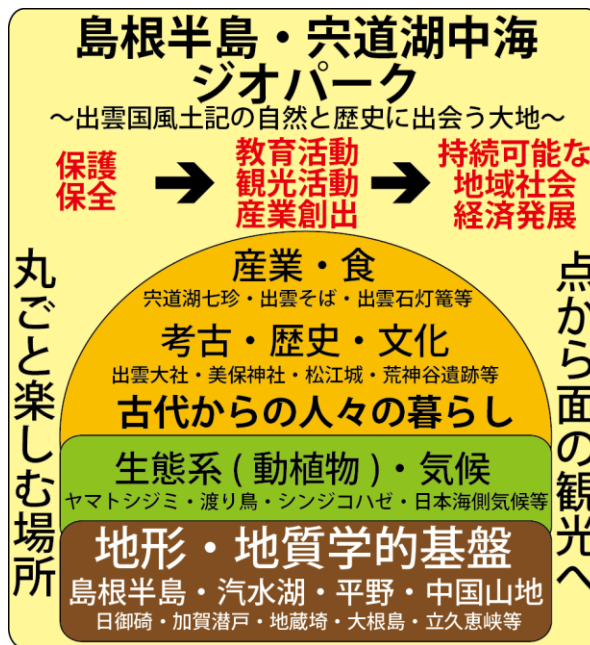 島根半島・宍道湖中海
ジオパーク
～出雲国風土記の自然と歴史に出会う大地～
保護
保全
➔
教育活動
観光活動
産業創出
➔
持続可能な
地域社会
経済発展
丸ごと楽しむ場所
産業・食
宍道湖七珍・出雲そば・出雲石灯篭等
考古・歴史・文化
出雲大社・美保神社・松江城・荒神谷遺跡等
古代からの人々の暮らし
生態系(動植物)・気候
ヤマトシジミ・渡り鳥・シンジコハゼ・日本海側気候等
地形・地質学的基盤
島根半島・汽水湖・平野・中国山地
日御碕・加賀潜戸・地蔵埼・大根島・立久恵峡等
点から面の観光へ